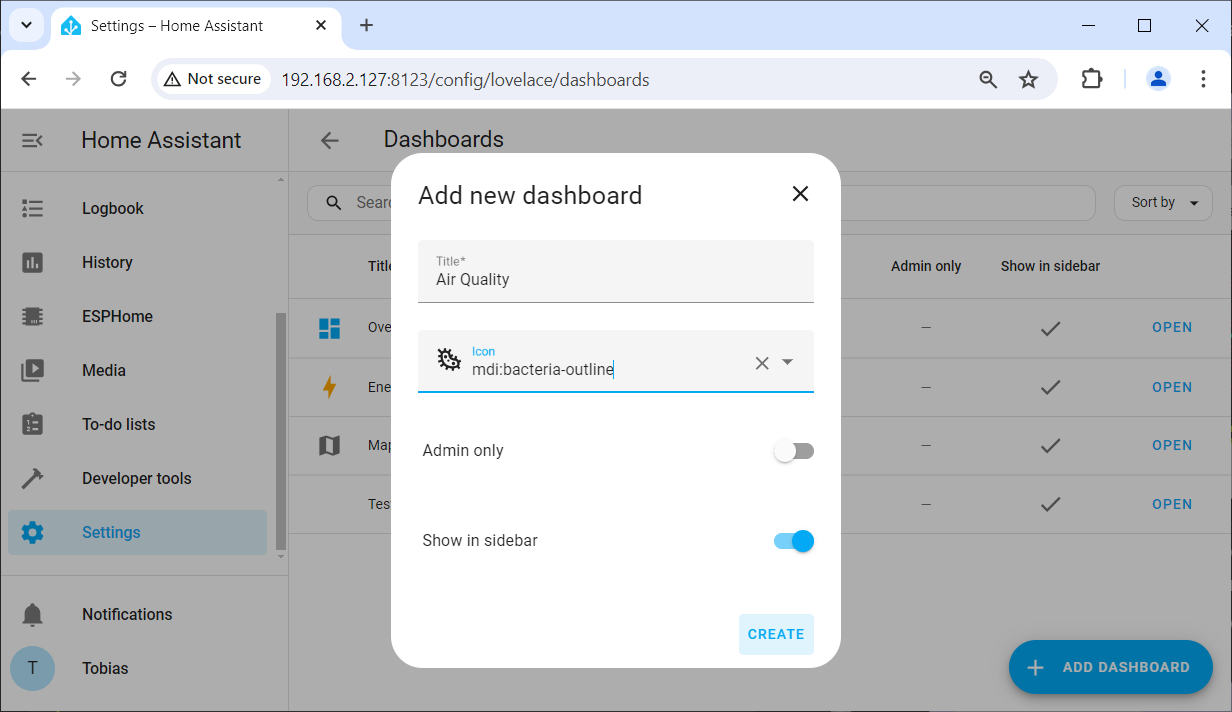 Settings – Home Assistant
Not secure
192.168.2.127:8123/config/lovelace/dashboards
Home Assistant
Logbook
History
ESPHome
Media
To-do lists
Developer tools
Settings
Notifications
T
Tobias
Dashboards
Sear
Sort by
Title
Admin only
Show in sidebar
Ove
OPEN
Ene
OPEN
Map
OPEN
Tes
OPEN
Add new dashboard
Title*
Air Quality
Icon
mdi:bacteria-outline
Admin only
Show in sidebar
CREATE
ADD DASHBOARD